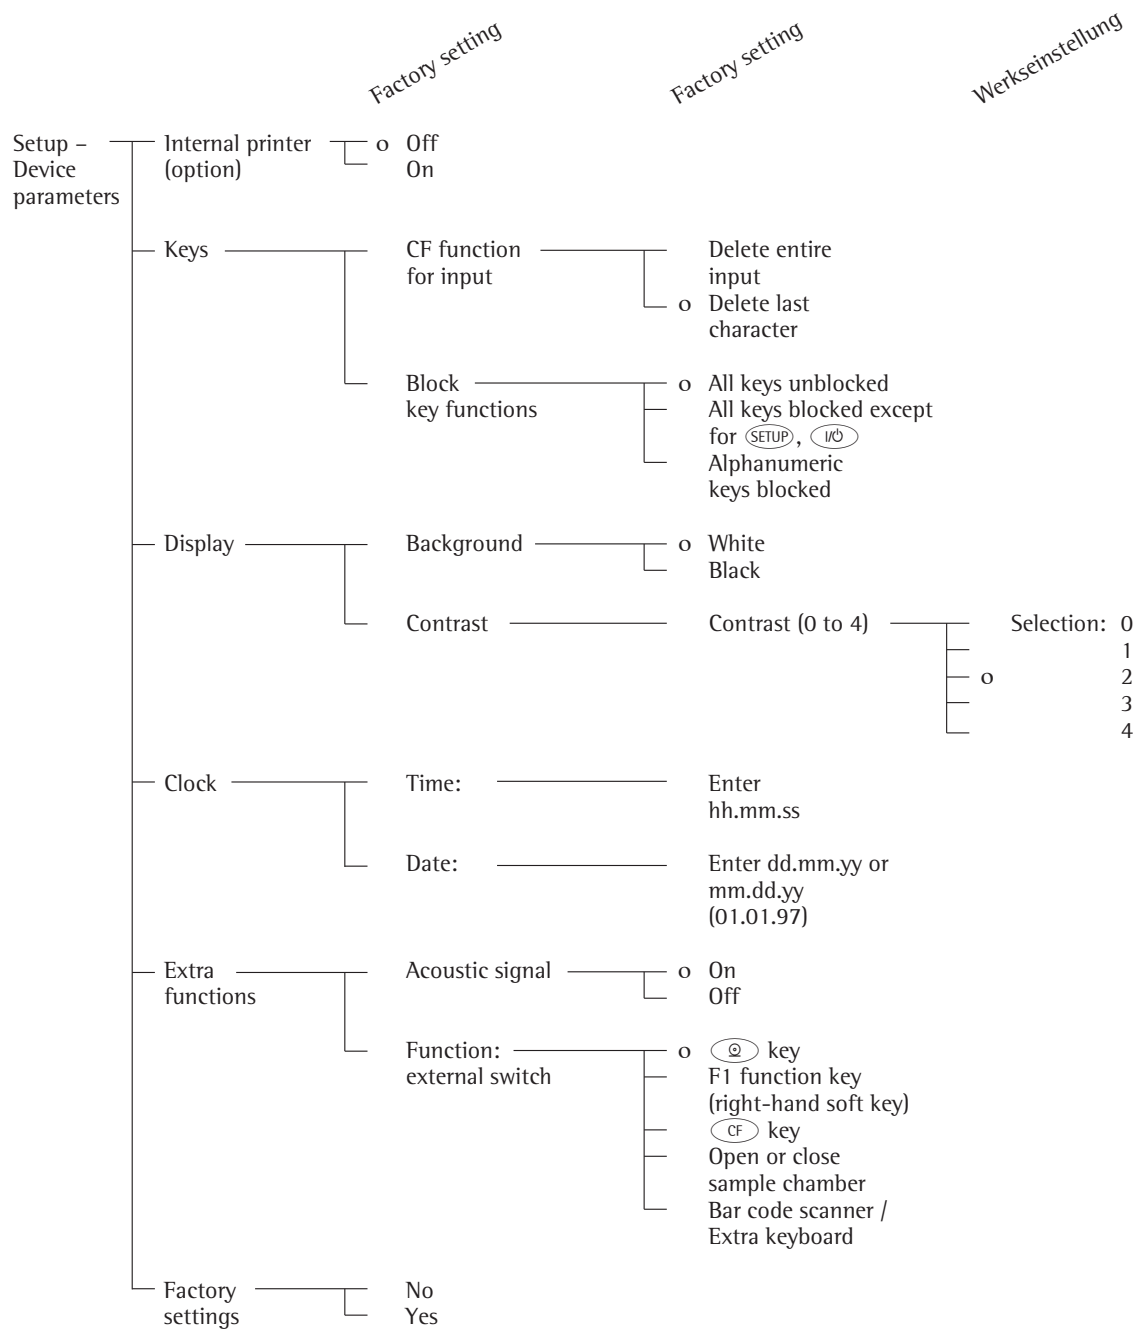 Factory setting Factory setting Werkseinstellung
Setup – Internal printer o Off
Device (option) On
parameters
Keys CF function Delete entire
for input input
o Delete last
character
Block o All keys unblocked
key functions All keys blocked except
for SETUP, I/⏻
Alphanumeric
keys blocked
Display Background o White
Black
Contrast Contrast (0 to 4) Selection: 0
1
o 2
3
4
Clock Time: Enter
hh.mm.ss
Date: Enter dd.mm.yy or
mm.dd.yy
(01.01.97)
Extra Acoustic signal o On
functions Off
Function: o key
external switch F1 function key
(right-hand soft key)
CF key
Open or close
sample chamber
Bar code scanner /
Extra keyboard
Factory No
settings Yes